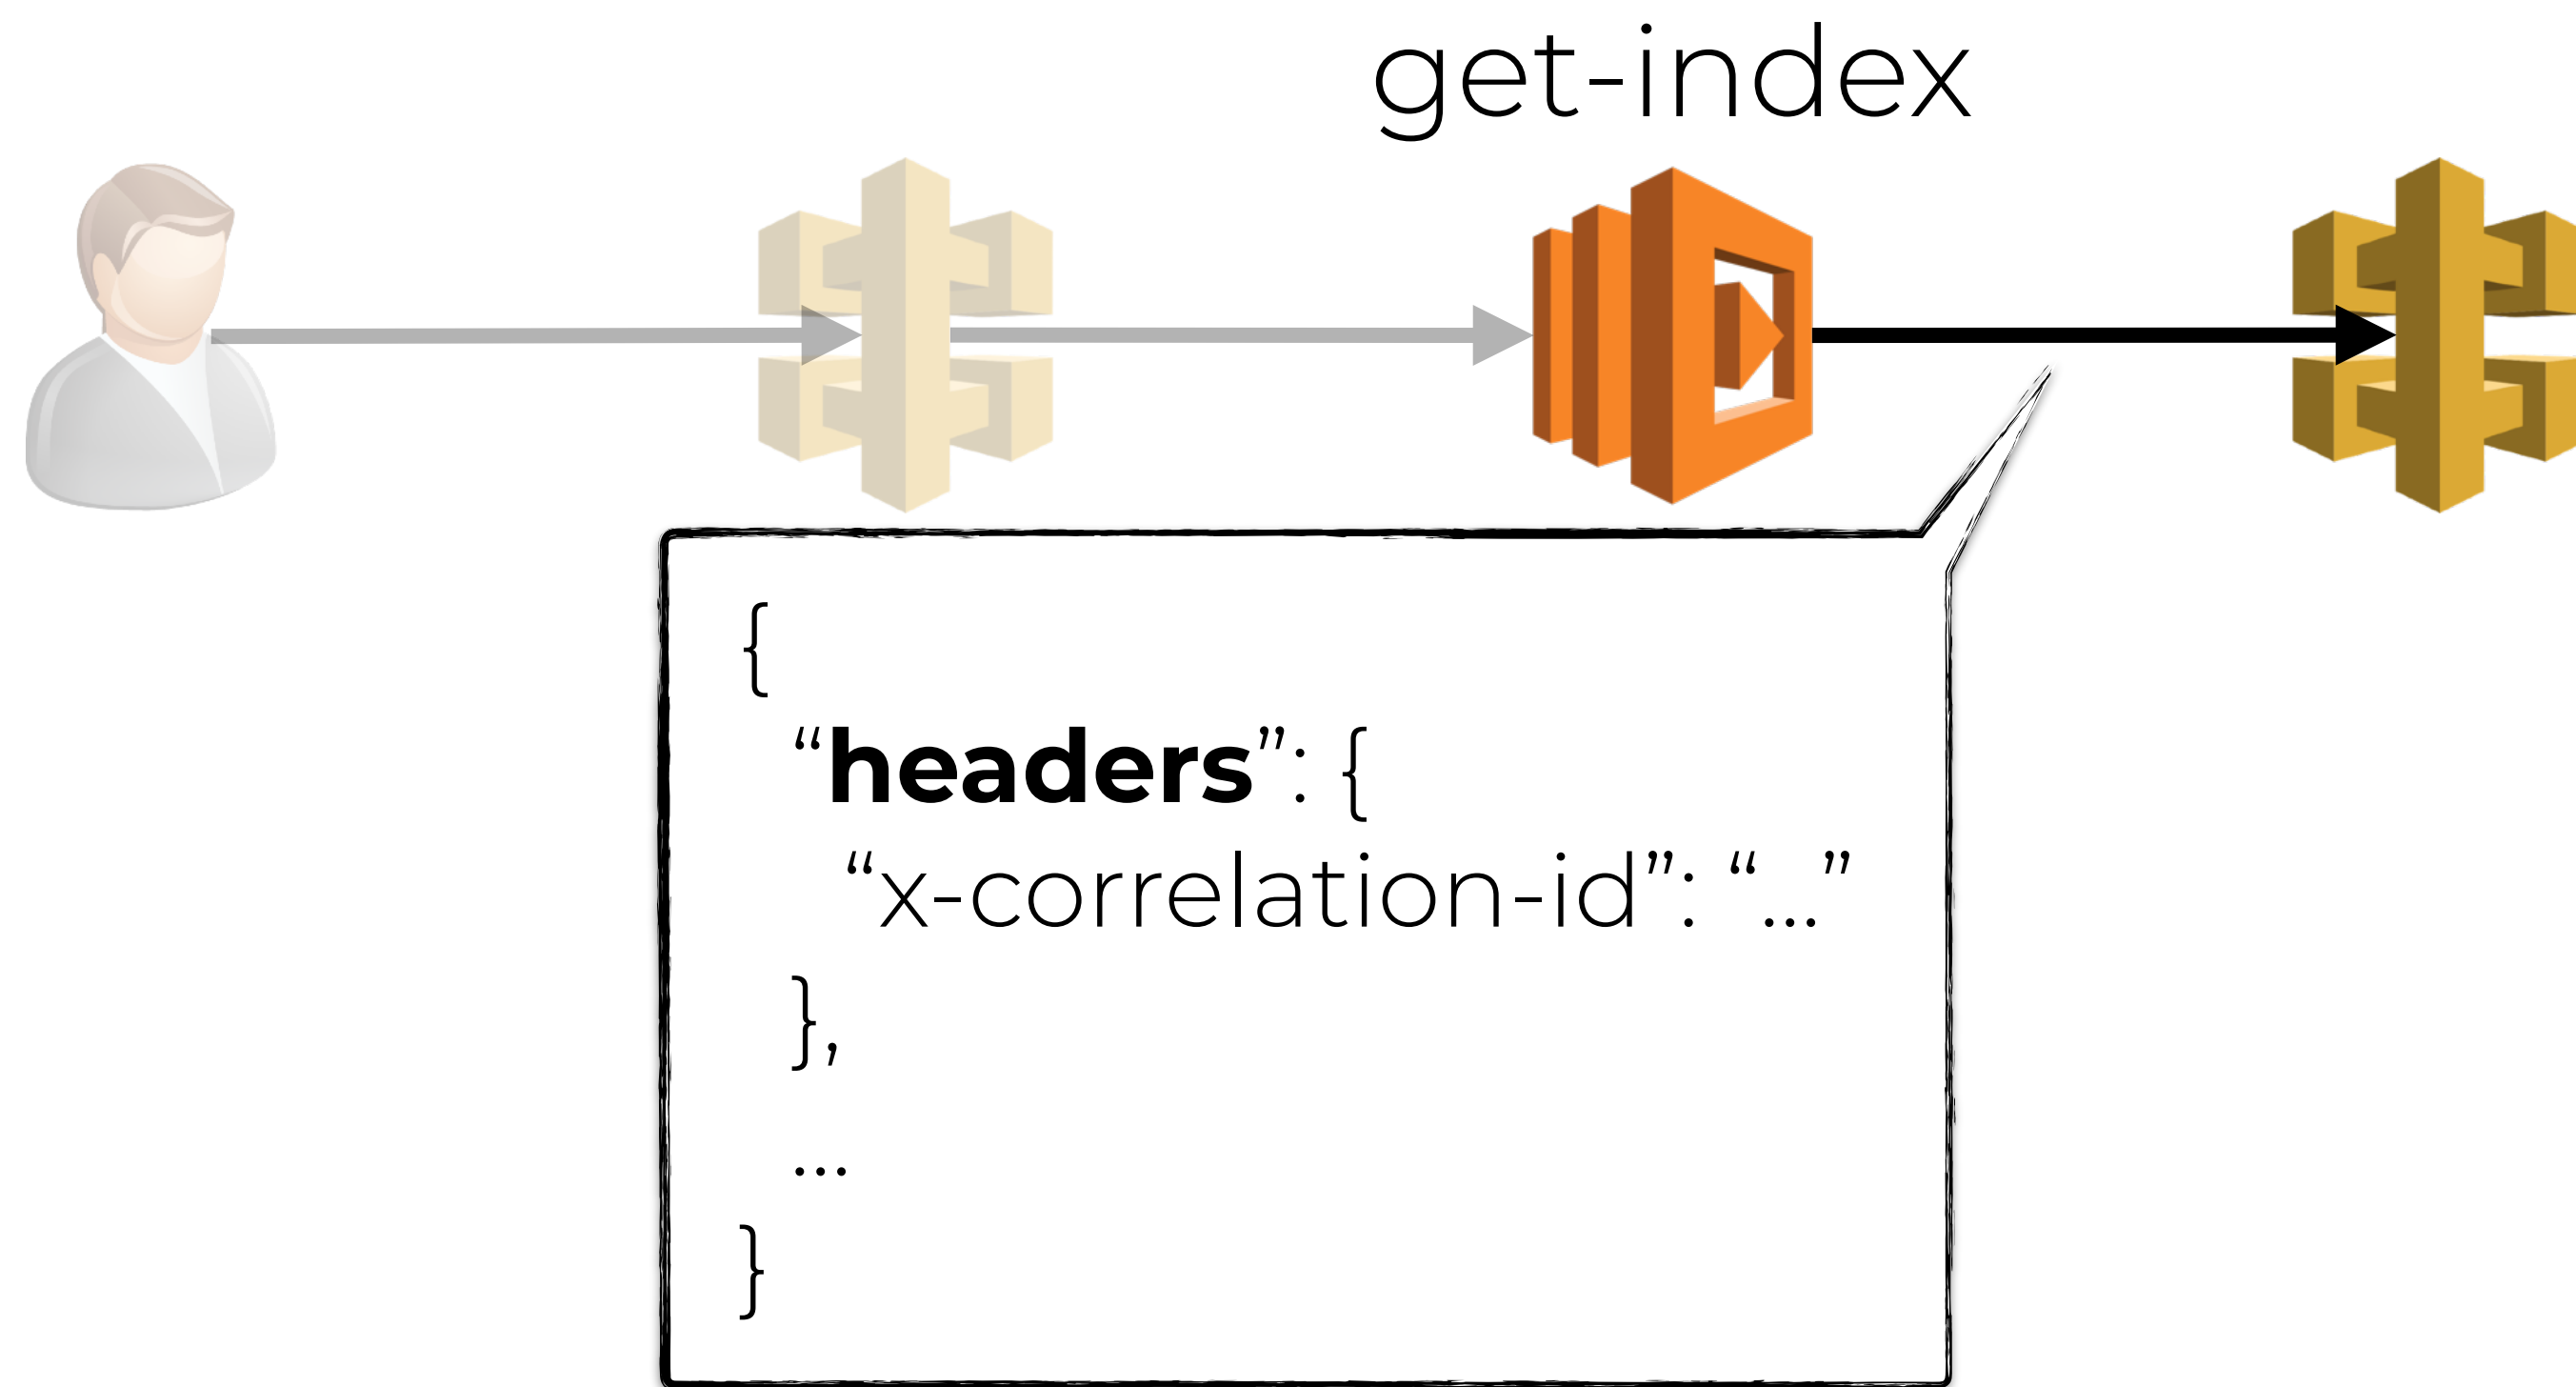 get-index
{
“headers”: {
“x-correlation-id”: “…”
},
…
}